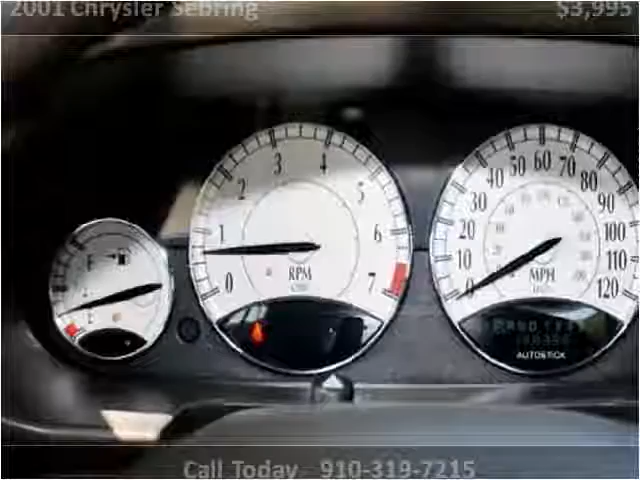 2001 Chrysler Sebring $3,995
0 1 2 3 4 5 6 7
RPM
0 10 20 30 40 50 60 70 80 90 100 110 120
MPH
AUTOSTICK
Call Today 910-319-7215